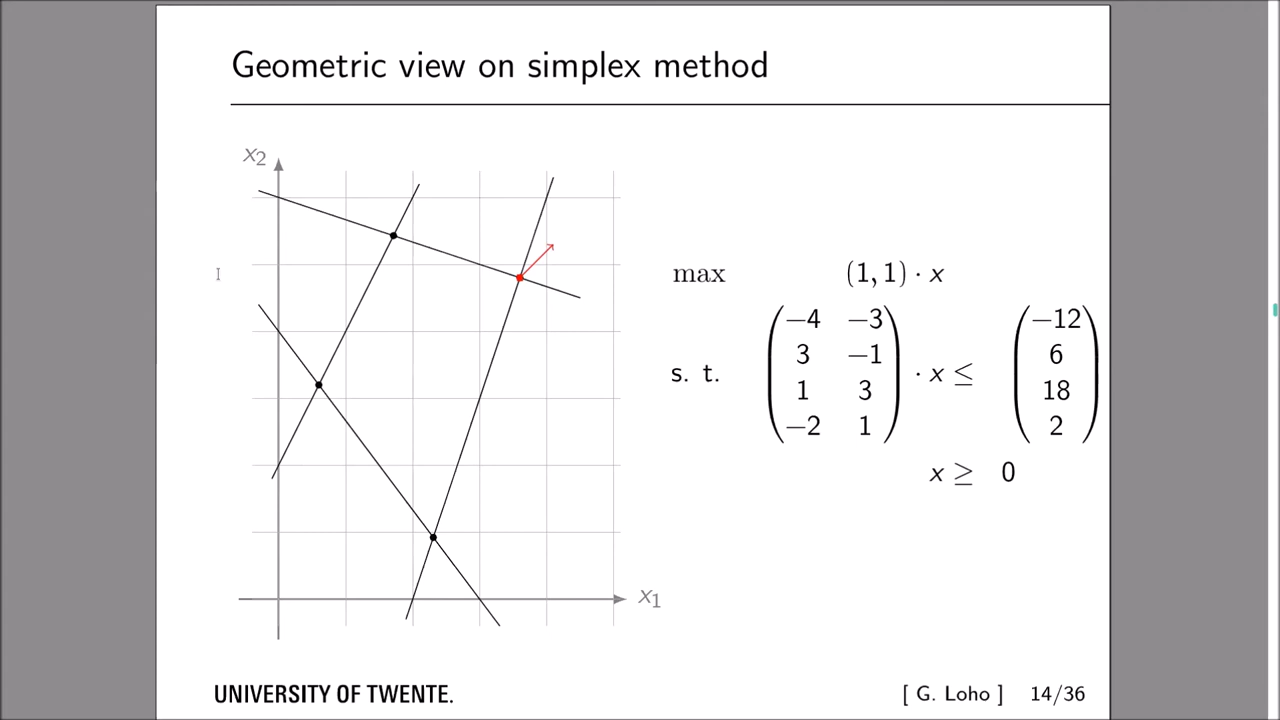 Geometric view on simplex method
x₂
max (1, 1) · x
s. t. ( −4 −3 ; 3 −1 ; 1 3 ; −2 1 ) · x ≤ ( −12 ; 6 ; 18 ; 2 )
x ≥ 0
x₁
UNIVERSITY OF TWENTE. [ G. Loho ] 14/36